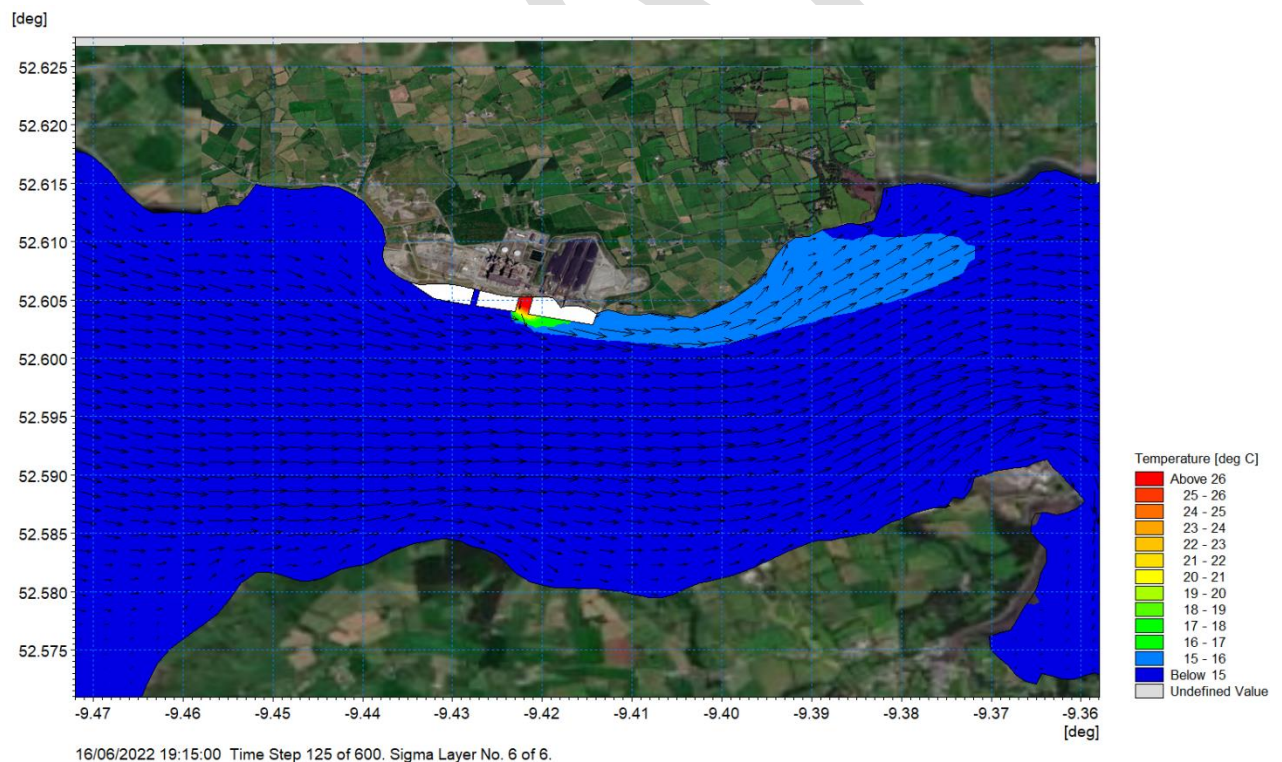 [deg]
52.625
52.620
52.615
52.610
52.605
52.600
52.595
52.590
52.585
52.580
52.575
-9.47 -9.46 -9.45 -9.44 -9.43 -9.42 -9.41 -9.40 -9.39 -9.38 -9.37 -9.36
[deg]
Temperature [deg C]
Above 26
25 - 26
24 - 25
23 - 24
22 - 23
21 - 22
20 - 21
19 - 20
18 - 19
17 - 18
16 - 17
15 - 16
Below 15
Undefined Value
16/06/2022 19:15:00 Time Step 125 of 600. Sigma Layer No. 6 of 6.